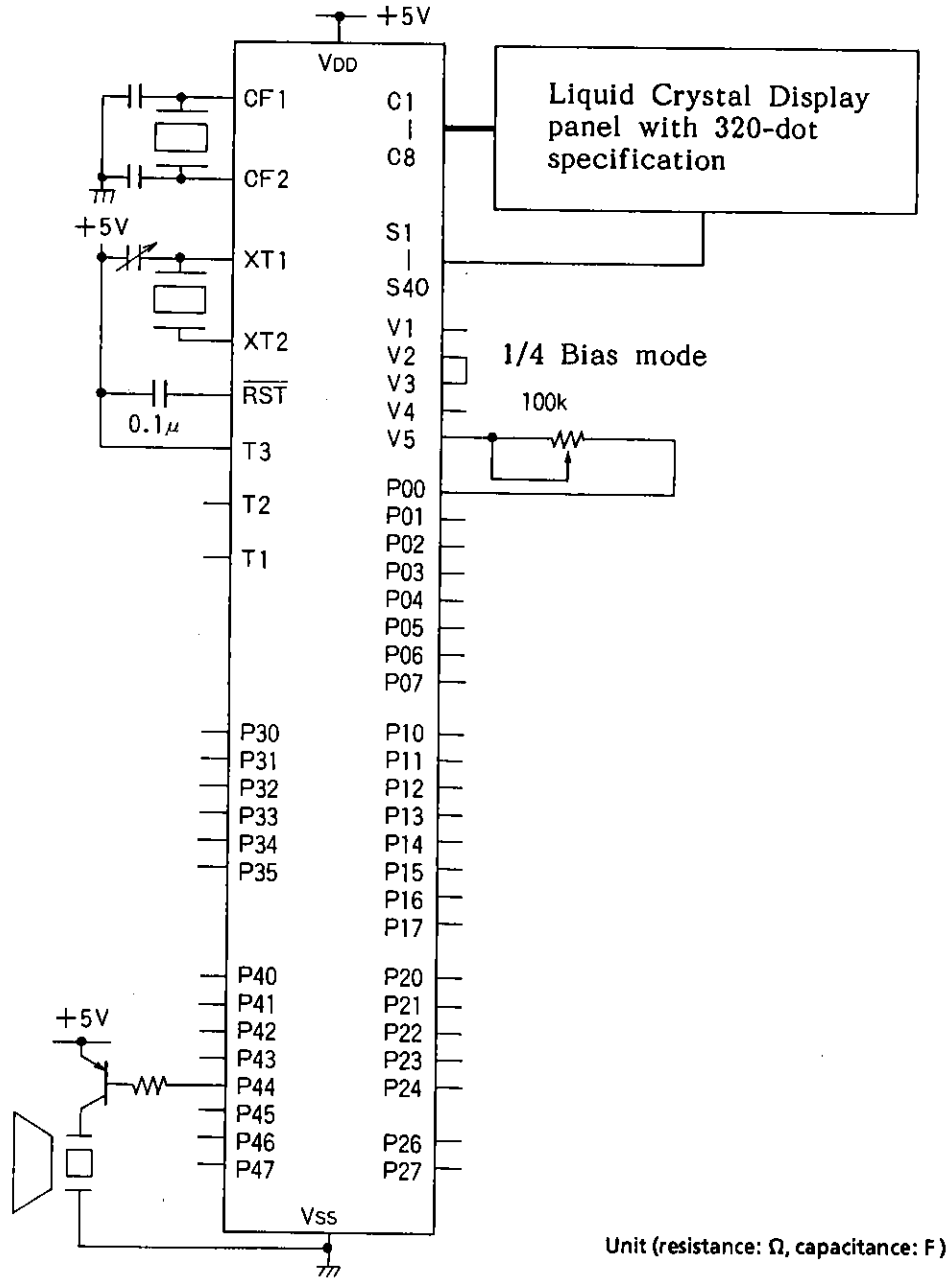 +5V
VDD
CF1
CF2
+5V
XT1
XT2
RST
0.1μ
T3
T2
T1
P30
P31
P32
P33
P34
P35
P40
P41
+5V
P42
P43
P44
P45
P46
P47
VSS
C1
|
C8
Liquid Crystal Display
panel with 320-dot
specification
S1
|
S40
V1
V2
V3
V4
V5
1/4 Bias mode
100k
P00
P01
P02
P03
P04
P05
P06
P07
P10
P11
P12
P13
P14
P15
P16
P17
P20
P21
P22
P23
P24
P26
P27
Unit (resistance: Ω, capacitance: F)